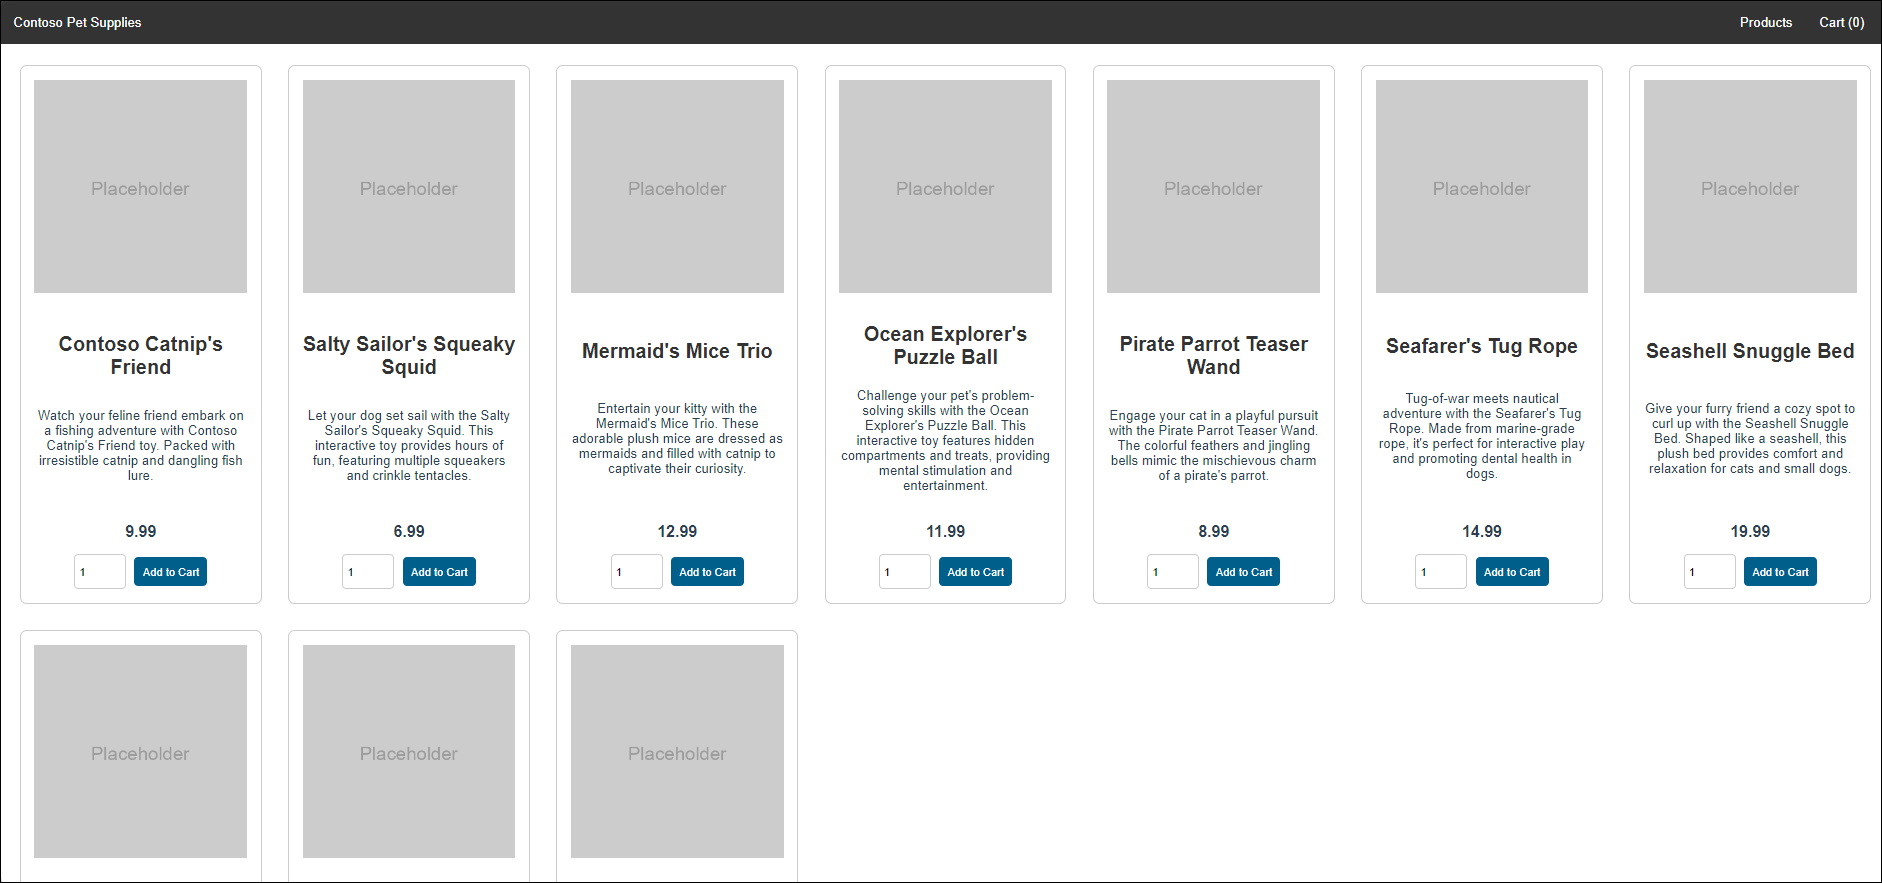 Contoso Pet Supplies
Products
Cart (0)
Placeholder
Contoso Catnip's
Friend
Watch your feline friend embark on
a fishing adventure with Contoso
Catnip's Friend toy. Packed with
irresistible catnip and dangling fish
lure.
9.99
1
Add to Cart
Placeholder
Salty Sailor's Squeaky
Squid
Let your dog set sail with the Salty
Sailor's Squeaky Squid. This
interactive toy provides hours of
fun, featuring multiple squeakers
and crinkle tentacles.
6.99
1
Add to Cart
Placeholder
Mermaid's Mice Trio
Entertain your kitty with the
Mermaid's Mice Trio. These
adorable plush mice are dressed as
mermaids and filled with catnip to
captivate their curiosity.
12.99
1
Add to Cart
Placeholder
Ocean Explorer's
Puzzle Ball
Challenge your pet's problem-
solving skills with the Ocean
Explorer's Puzzle Ball. This
interactive toy features hidden
compartments and treats, providing
mental stimulation and
entertainment.
11.99
1
Add to Cart
Placeholder
Pirate Parrot Teaser
Wand
Engage your cat in a playful pursuit
with the Pirate Parrot Teaser Wand.
The colorful feathers and jingling
bells mimic the mischievous charm
of a pirate's parrot.
8.99
1
Add to Cart
Placeholder
Seafarer's Tug Rope
Tug-of-war meets nautical
adventure with the Seafarer's Tug
Rope. Made from marine-grade
rope, it's perfect for interactive play
and promoting dental health in
dogs.
14.99
1
Add to Cart
Placeholder
Seashell Snuggle Bed
Give your furry friend a cozy spot to
curl up with the Seashell Snuggle
Bed. Shaped like a seashell, this
plush bed provides comfort and
relaxation for cats and small dogs.
19.99
1
Add to Cart
Placeholder
Placeholder
Placeholder